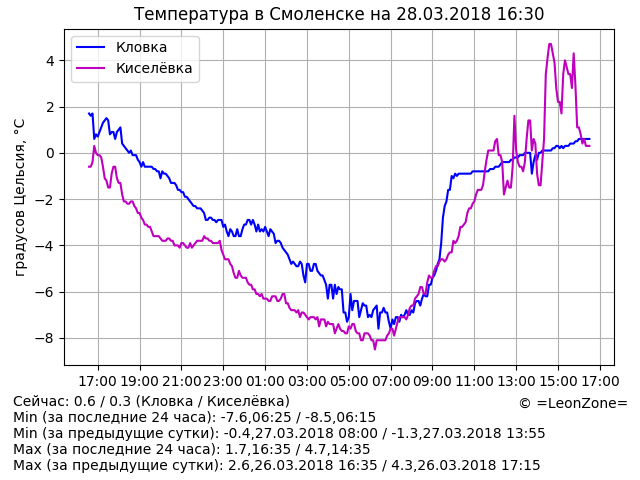 Температура в Смоленске на 28.03.2018 16:30
Кловка
Киселёвка
градусов Цельсия, °C
4
2
0
−2
−4
−6
−8
17:00 19:00 21:00 23:00 01:00 03:00 05:00 07:00 09:00 11:00 13:00 15:00 17:00
Сейчас: 0.6 / 0.3 (Кловка / Киселёвка)
© =LeonZone=
Min (за последние 24 часа): -7.6,06:25 / -8.5,06:15
Min (за предыдущие сутки): -0.4,27.03.2018 08:00 / -1.3,27.03.2018 13:55
Max (за последние 24 часа): 1.7,16:35 / 4.7,14:35
Max (за предыдущие сутки): 2.6,26.03.2018 16:35 / 4.3,26.03.2018 17:15